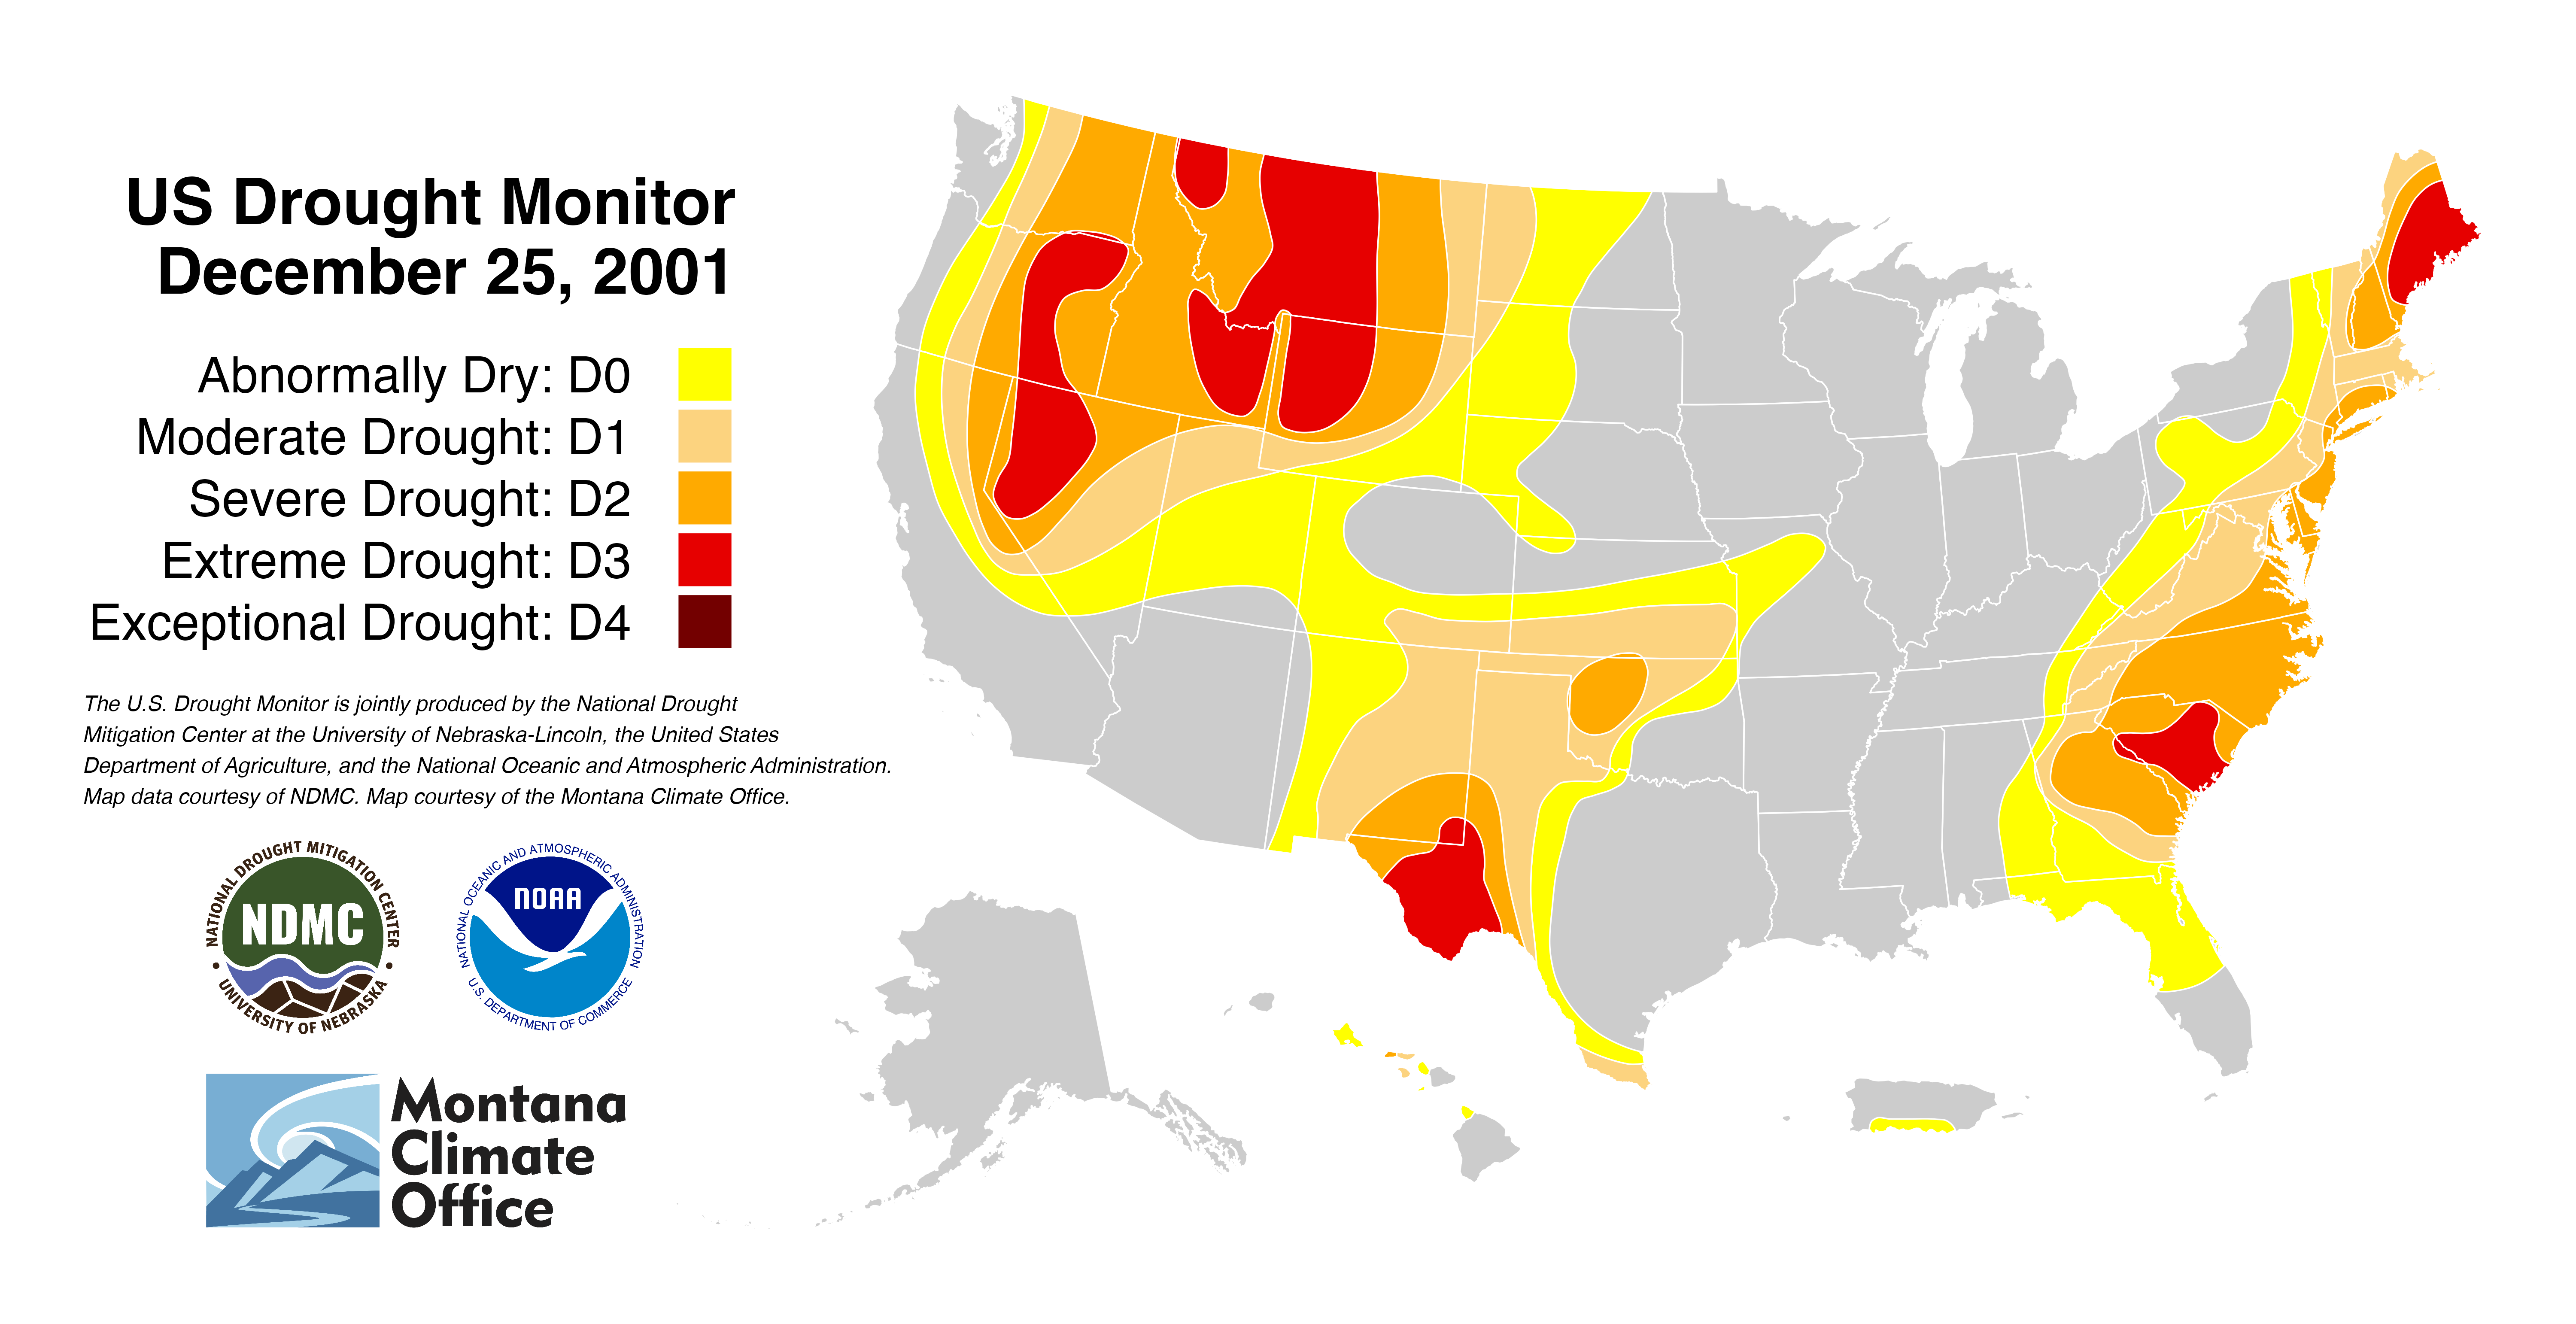 US Drought Monitor
December 25, 2001
Abnormally Dry: D0
Moderate Drought: D1
Severe Drought: D2
Extreme Drought: D3
Exceptional Drought: D4
The U.S. Drought Monitor is jointly produced by the National Drought
Mitigation Center at the University of Nebraska-Lincoln, the United States
Department of Agriculture, and the National Oceanic and Atmospheric Administration.
Map data courtesy of NDMC. Map courtesy of the Montana Climate Office.
NATIONAL DROUGHT MITIGATION CENTER
NDMC
• UNIVERSITY OF NEBRASKA •
NATIONAL OCEANIC AND ATMOSPHERIC ADMINISTRATION
NOAA
U.S. DEPARTMENT OF COMMERCE
Montana
Climate
Office